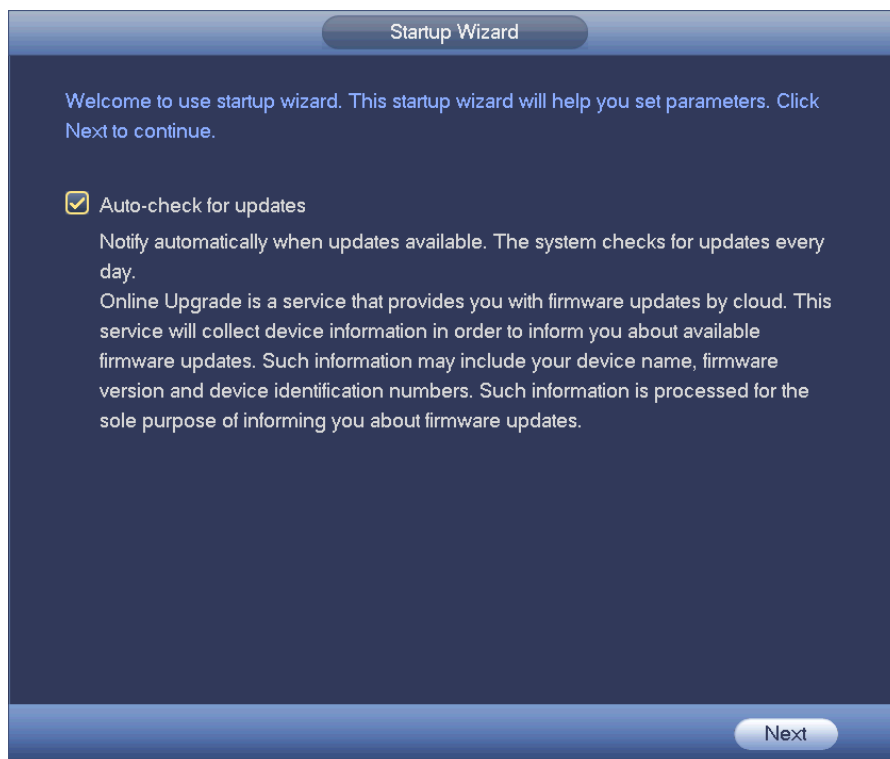 Startup Wizard
Welcome to use startup wizard. This startup wizard will help you set parameters. Click
Next to continue.
Auto-check for updates
Notify automatically when updates available. The system checks for updates every
day.
Online Upgrade is a service that provides you with firmware updates by cloud. This
service will collect device information in order to inform you about available
firmware updates. Such information may include your device name, firmware
version and device identification numbers. Such information is processed for the
sole purpose of informing you about firmware updates.
Next